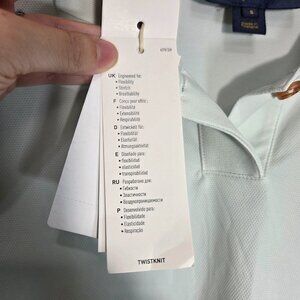 S
UK Engineered for:
• Flexibility
• Stretch
• Breathability
F Conçu pour offrir:
• Flexibilité
• Extensibilité
• Respirabilité
D Entwickelt für:
• Flexibilität
• Elastizität
• Atmungsaktivität
E Diseñado para:
• flexibilidad
• elasticidad
• transpirabilidad
RU Разработано для:
• Гибкости
• Эластичности
• Воздухопроницаемости
P Desenvolvido para:
• Flexibilidade
• Elasticidade
• Respiração
TWISTKNIT